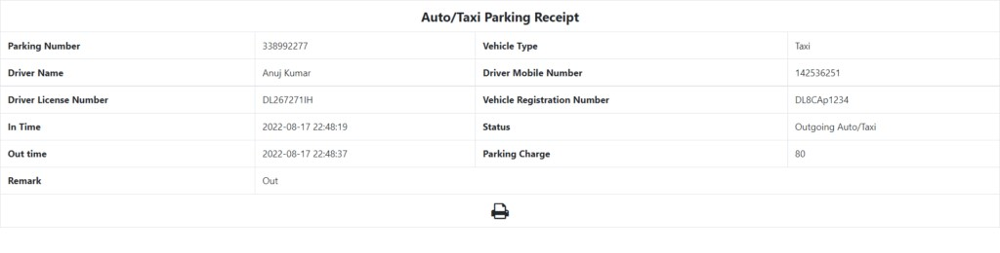 Auto/Taxi Parking Receipt
Parking Number 338992277 Vehicle Type Taxi
Driver Name Anuj Kumar Driver Mobile Number 142536251
Driver License Number DL267271IH Vehicle Registration Number DL8CAp1234
In Time 2022-08-17 22:48:19 Status Outgoing Auto/Taxi
Out time 2022-08-17 22:48:37 Parking Charge 80
Remark Out